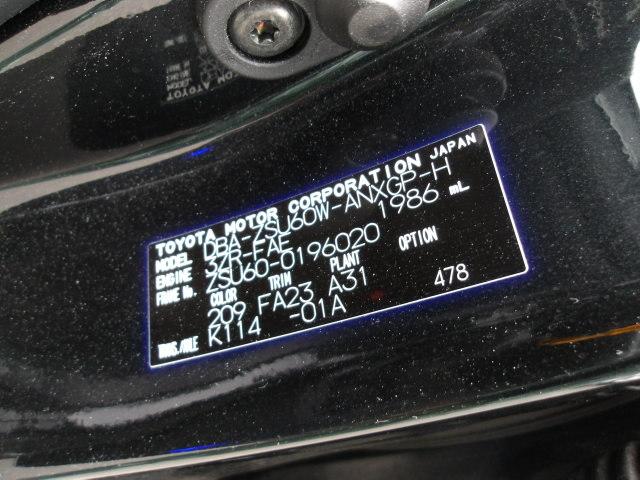 TOYOTA MOTOR CORPORATION JAPAN
MODEL DBA-ZSU60W-ANXGP-H
ENGINE 3ZR-FAE 1986 mL
FRAME No. ZSU60-0196020
COLOR TRIM PLANT OPTION
209 FA23 A31 478
TRNS./AXLE K114 -01A